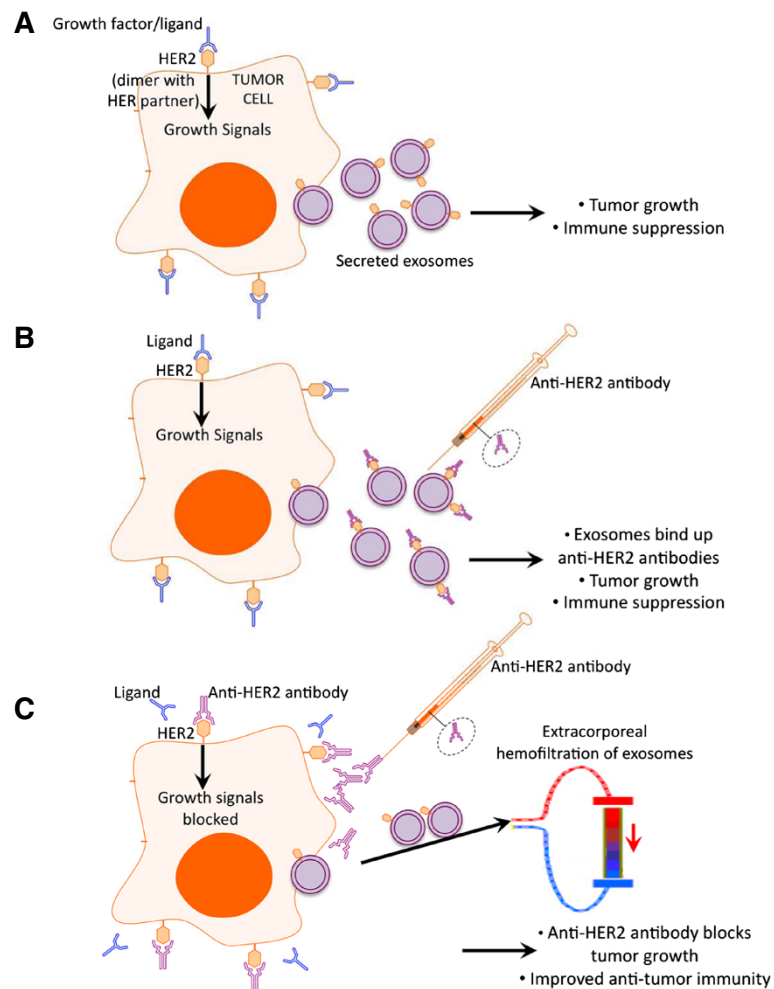 A
Growth factor/ligand
HER2
(dimer with
HER partner)
TUMOR
CELL
Growth Signals
Secreted exosomes
• Tumor growth
• Immune suppression
B
Ligand
HER2
Growth Signals
Anti-HER2 antibody
• Exosomes bind up
anti-HER2 antibodies
• Tumor growth
• Immune suppression
C
Ligand
Anti-HER2 antibody
HER2
Growth signals
blocked
Anti-HER2 antibody
Extracorporeal
hemofiltration of exosomes
• Anti-HER2 antibody blocks
tumor growth
• Improved anti-tumor immunity